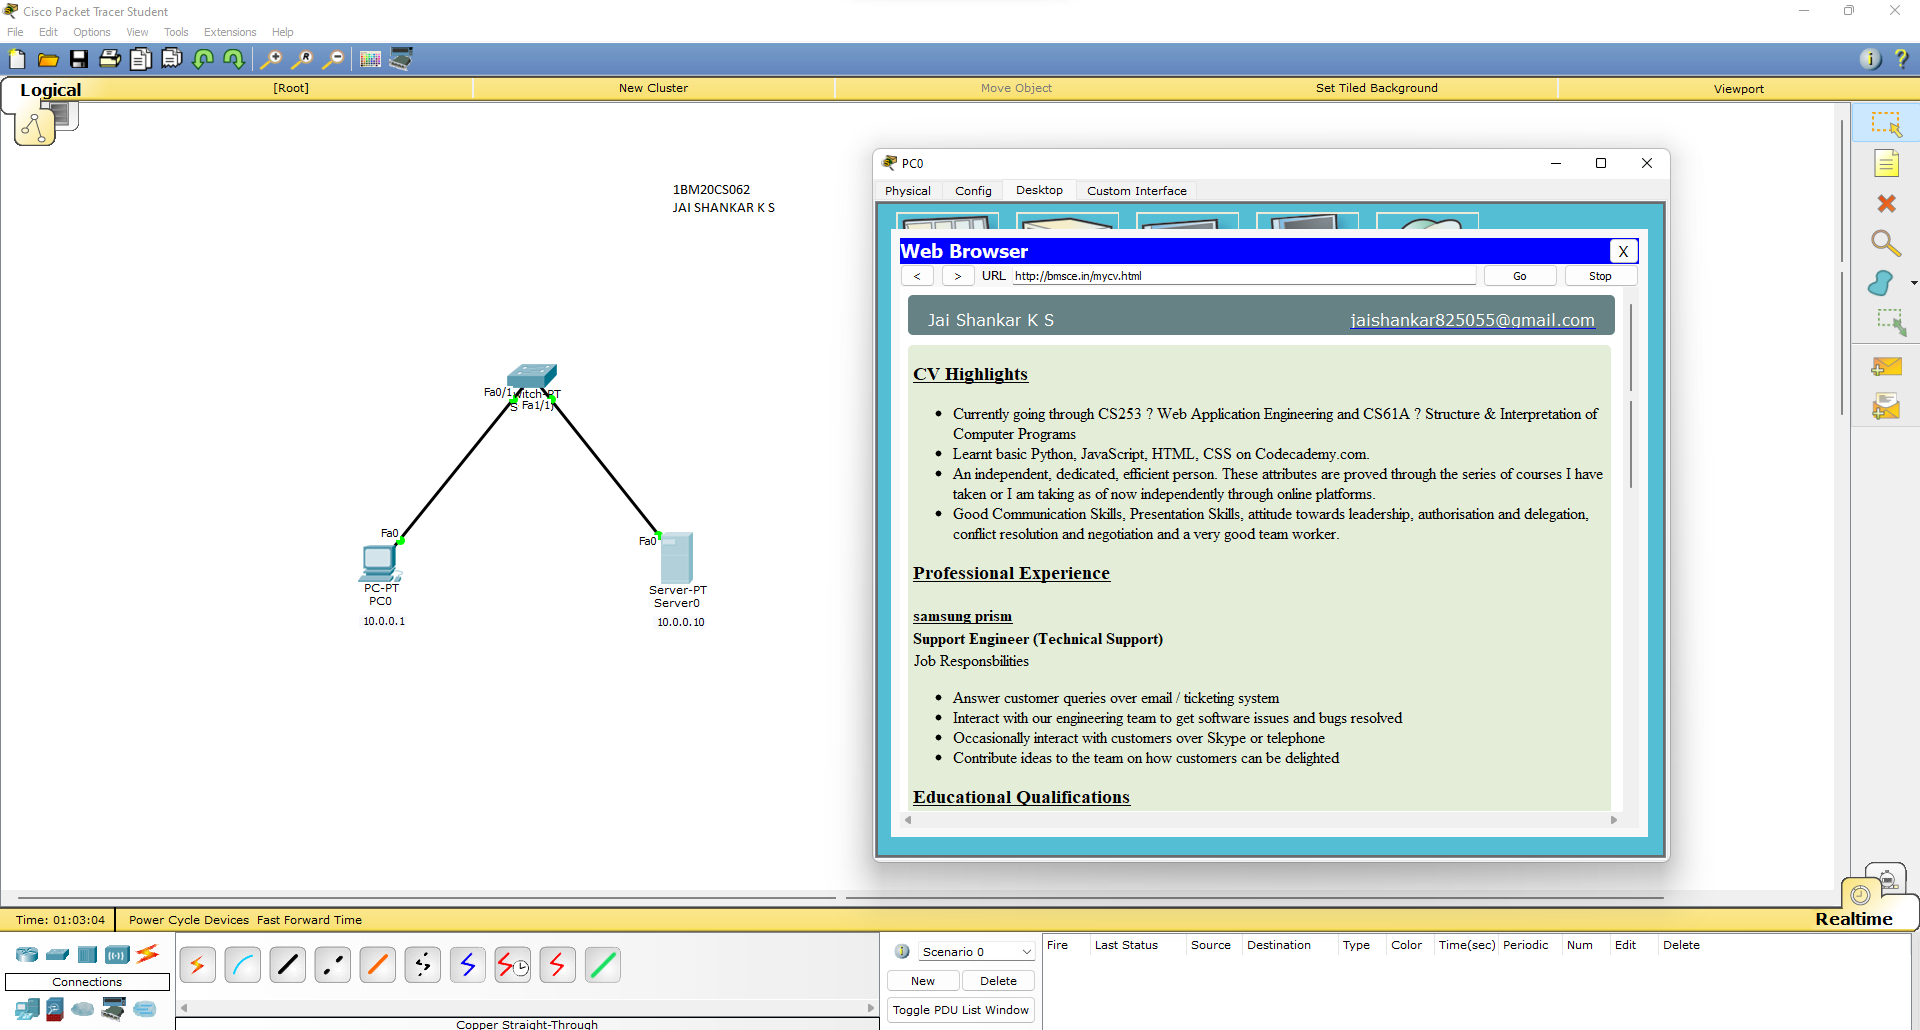 Cisco Packet Tracer Student
File Edit Options View Tools Extensions Help
Logical [Root] New Cluster Move Object Set Tiled Background Viewport
1BM20CS062
JAI SHANKAR K S
Fa0/1 witch-PT
S Fa1/1
Fa0
PC-PT
PC0
10.0.0.1
Fa0
Server-PT
Server0
10.0.0.10
PC0
Physical Config Desktop Custom Interface
Web Browser X
< > URL http://bmsce.in/mycv.html Go Stop
Jai Shankar K S jaishankar825055@gmail.com
CV Highlights
Currently going through CS253 ? Web Application Engineering and CS61A ? Structure & Interpretation of
Computer Programs
Learnt basic Python, JavaScript, HTML, CSS on Codecademy.com.
An independent, dedicated, efficient person. These attributes are proved through the series of courses I have
taken or I am taking as of now independently through online platforms.
Good Communication Skills, Presentation Skills, attitude towards leadership, authorisation and delegation,
conflict resolution and negotiation and a very good team worker.
Professional Experience
samsung prism
Support Engineer (Technical Support)
Job Responsbilities
Answer customer queries over email / ticketing system
Interact with our engineering team to get software issues and bugs resolved
Occasionally interact with customers over Skype or telephone
Contribute ideas to the team on how customers can be delighted
Educational Qualifications
Time: 01:03:04 Power Cycle Devices Fast Forward Time Realtime
Connections
Copper Straight-Through
Scenario 0
New Delete
Toggle PDU List Window
Fire Last Status Source Destination Type Color Time(sec) Periodic Num Edit Delete